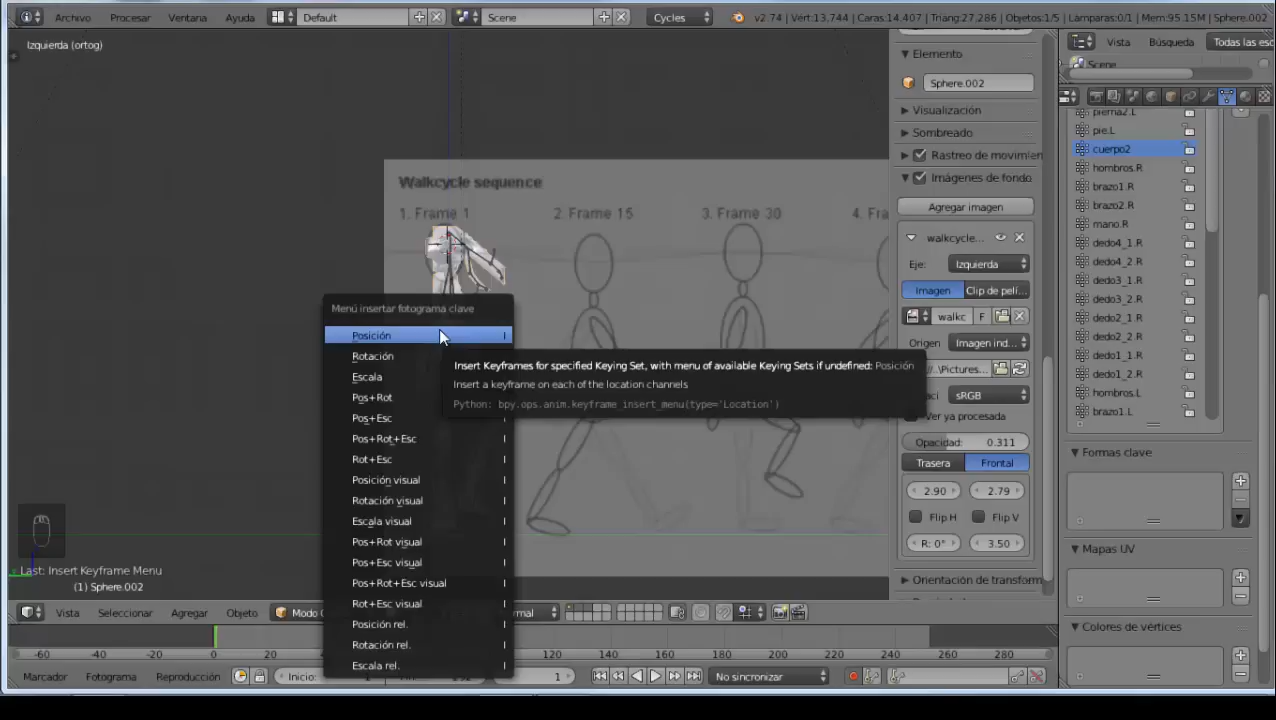 Archivo Procesar Ventana Ayuda Default Scene Cycles v2.74 | Vért:13,744 | Caras:14,407 | Triáng:27,286 | Objetos:1/5 | Lámparas:0/1 | Mem:95.15M | Sphere.002
Izquierda (ortog)
Walkcycle sequence
1. Frame 1 2. Frame 15 3. Frame 30 4. Fra
Menú insertar fotograma clave
Posición I
Rotación
Escala
Pos+Rot
Pos+Esc
Pos+Rot+Esc I
Rot+Esc I
Posición visual I
Rotación visual I
Escala visual I
Pos+Rot visual I
Pos+Esc visual I
Pos+Rot+Esc visual I
Rot+Esc visual I
Posición rel. I
Rotación rel. I
Escala rel. I
Insert Keyframes for specified Keying Set, with menu of available Keying Sets if undefined: Posición
Insert a keyframe on each of the location channels
Python: bpy.ops.anim.keyframe_insert_menu(type='Location')
Last: Insert Keyframe Menu
(1) Sphere.002
Vista Seleccionar Agregar Objeto Modo
-60 -40 -20 0 20 120 140 160 180 200 220 240 260 280
Marcador Fotograma Reproducción Inicio: 1 No sincronizar
Elemento
Sphere.002
Visualización
Sombreado
Rastreo de movimien
Imágenes de fondo
Agregar imagen
walkcycle...
Eje: Izquierda
Imagen Clip de pelí...
walkc F
Origen Imagen ind...
//..\Pictures...
sRGB
Ver ya procesada
Opacidad: 0.311
Trasera Frontal
2.90 2.79
Flip H Flip V
R: 0° 3.50
Orientación de transform
Vista Búsqueda Todas las esc
Scene
pierna2.L
pie.L
cuerpo2
hombros.R
brazo1.R
brazo2.R
mano.R
dedo4_1.R
dedo4_2.R
dedo3_1.R
dedo3_2.R
dedo2_1.R
dedo2_2.R
dedo1_1.R
dedo1_2.R
hombros.L
brazo1.L
Formas clave
Mapas UV
Colores de vértices